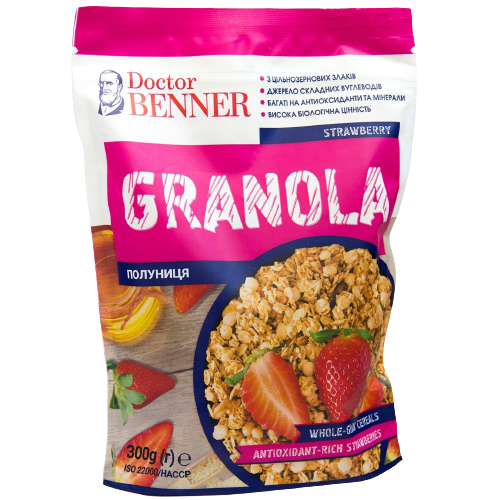 Doctor
BENNER
• З ЦІЛЬНОЗЕРНОВИХ ЗЛАКІВ
• ДЖЕРЕЛО СКЛАДНИХ ВУГЛЕВОДІВ
• БАГАТІ НА АНТИОКСИДАНТИ ТА МІНЕРАЛИ
• ВИСОКА БІОЛОГІЧНА ЦІННІСТЬ
STRAWBERRY
GRANOLA
ПОЛУНИЦЯ
WHOLE-GRAIN CEREALS
ANTIOXIDANT-RICH STRAWBERRIES
300g (г) ℮
ISO 22000/HACCP